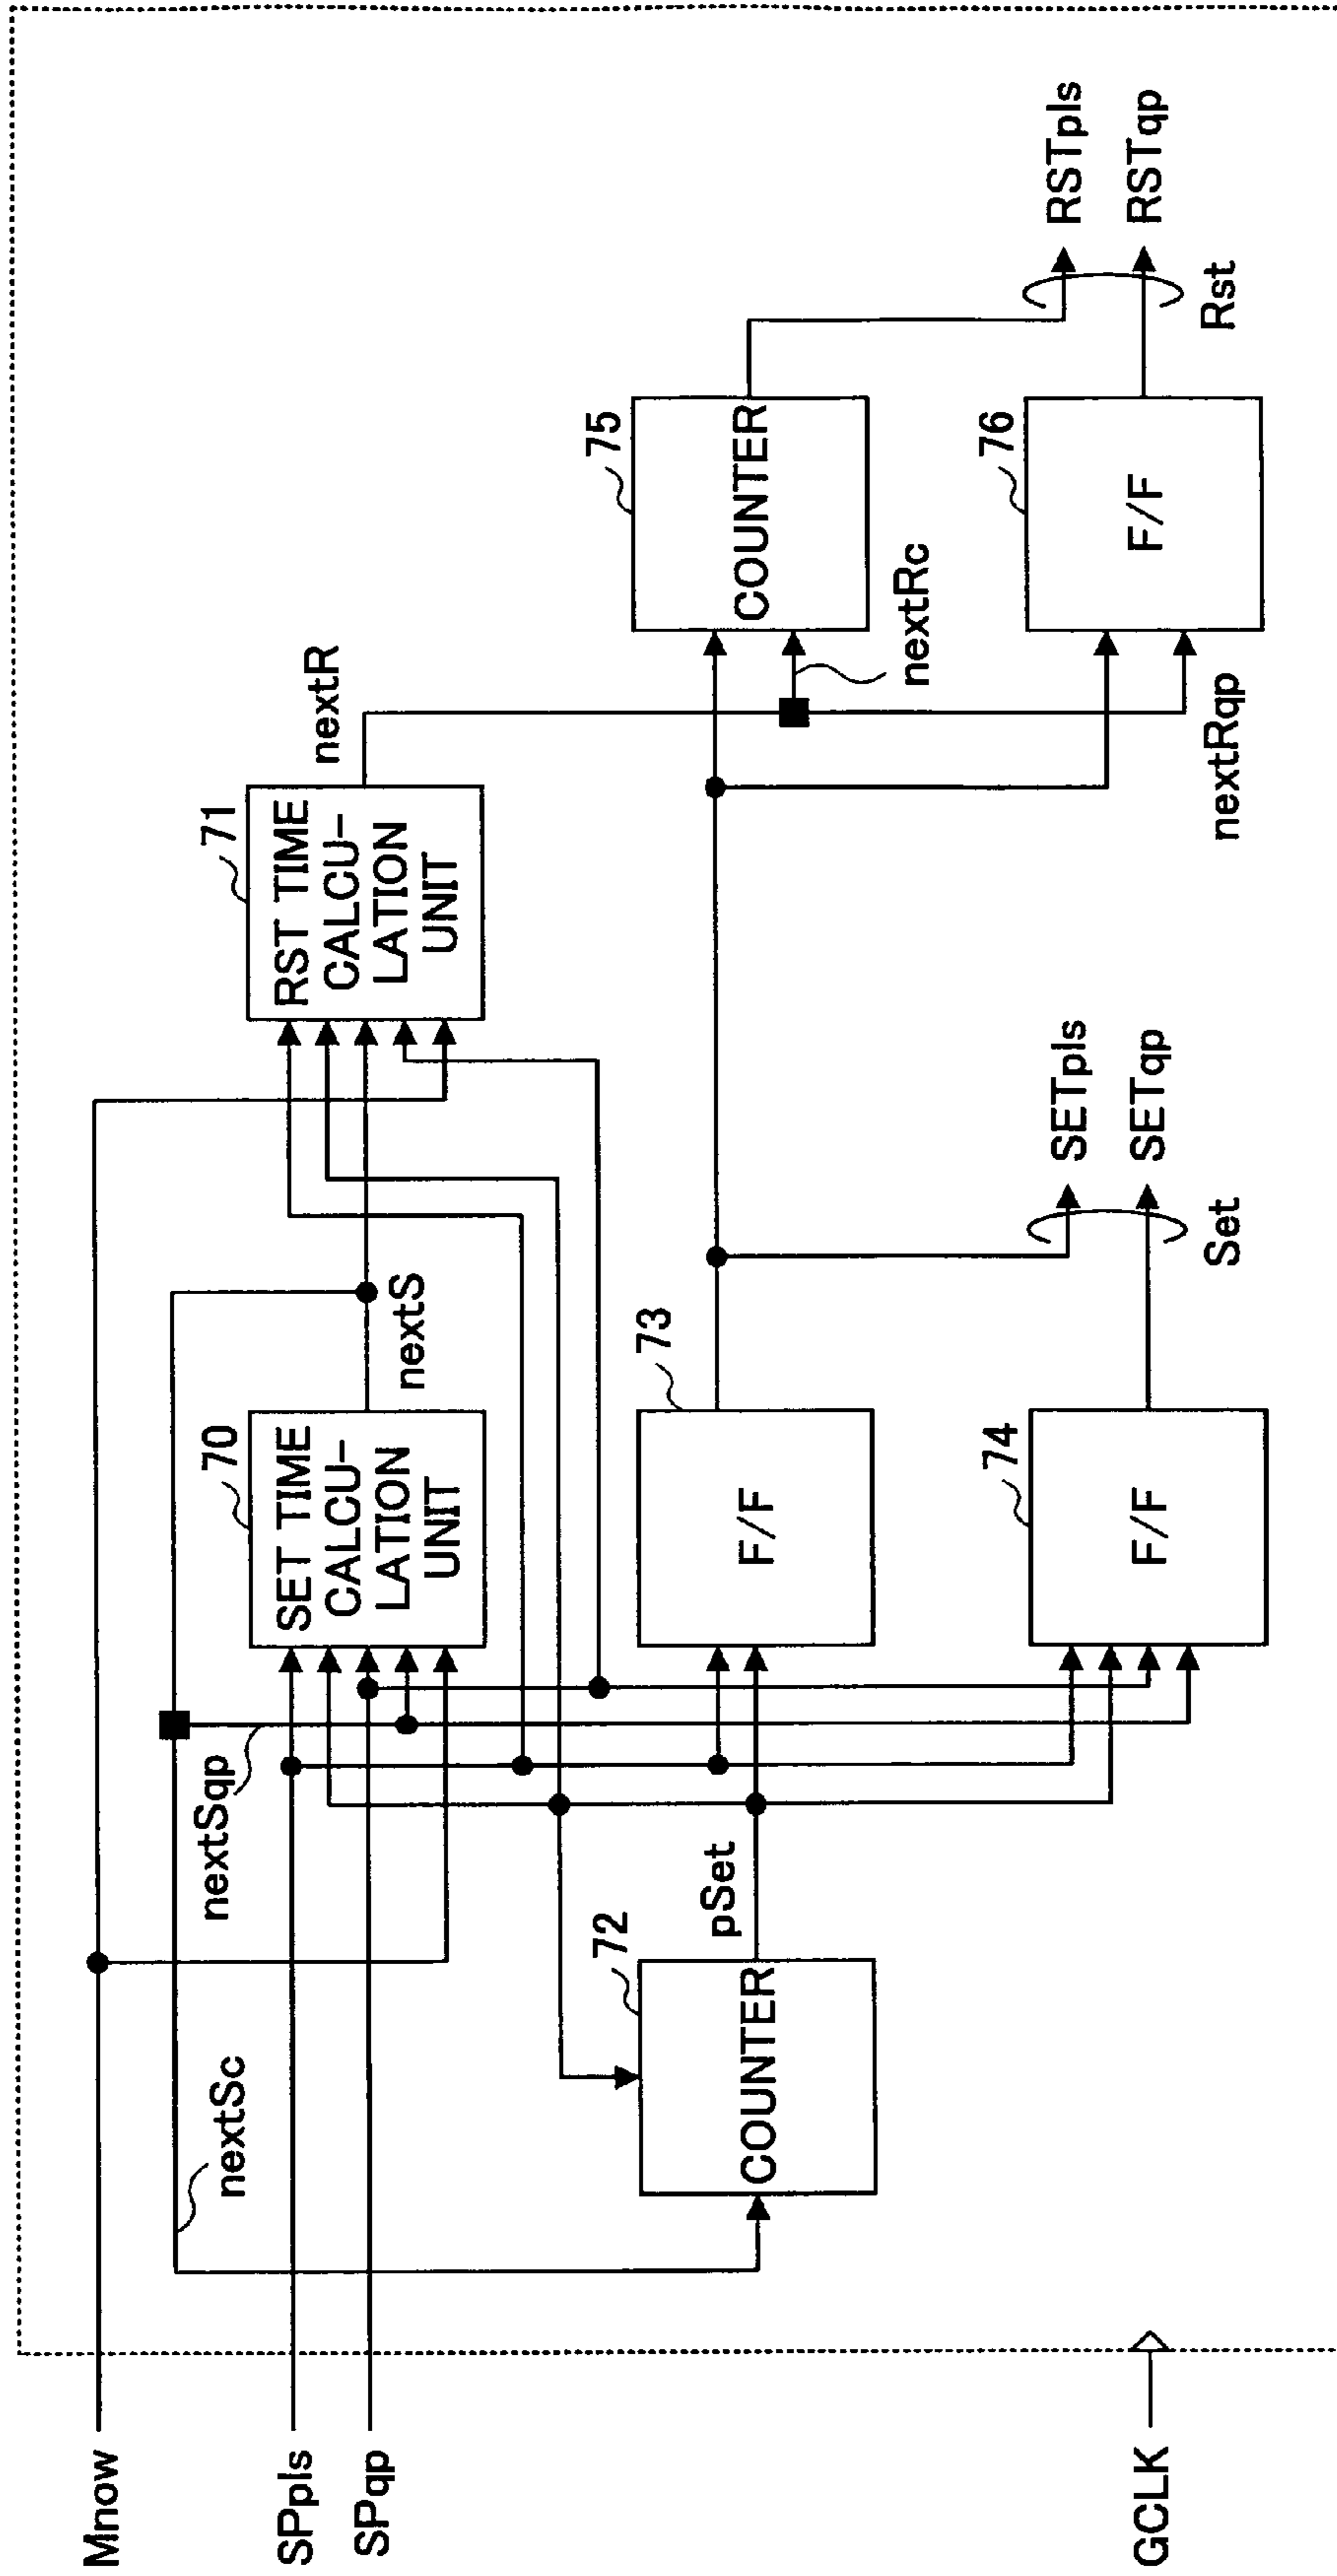 Mnow
SPpls
SPqp
GCLK
nextSc
nextSqp
70
SET TIME
CALCU-
LATION
UNIT
nextS
71
RST TIME
CALCU-
LATION
UNIT
nextR
72
COUNTER
pSet
73
F/F
74
F/F
SETpls
SETqp
Set
75
COUNTER
nextRc
76
F/F
nextRqp
RSTpls
RSTqp
Rst